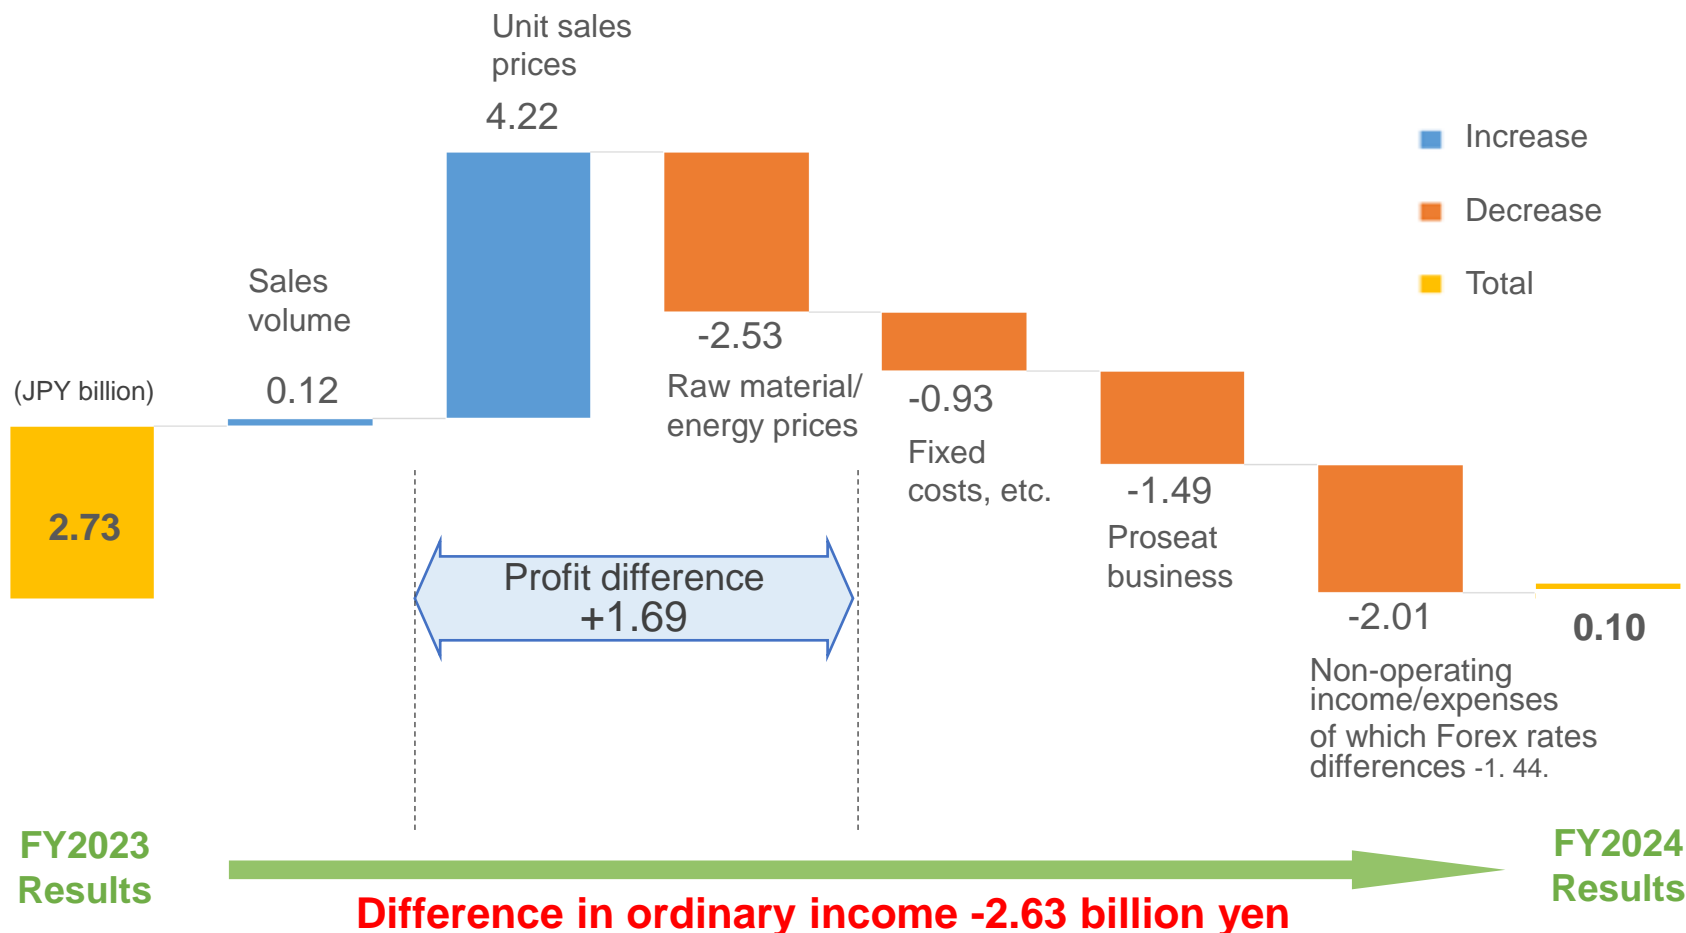 Unit sales
prices
4.22
Increase
Decrease
Total
Sales
volume
0.12
(JPY billion)
2.73
-2.53
Raw material/
energy prices
-0.93
Fixed
costs, etc.
-1.49
Proseat
business
-2.01
Non-operating
income/expenses
of which Forex rates
differences -1. 44.
0.10
Profit difference
+1.69
FY2023
Results
FY2024
Results
Difference in ordinary income -2.63 billion yen